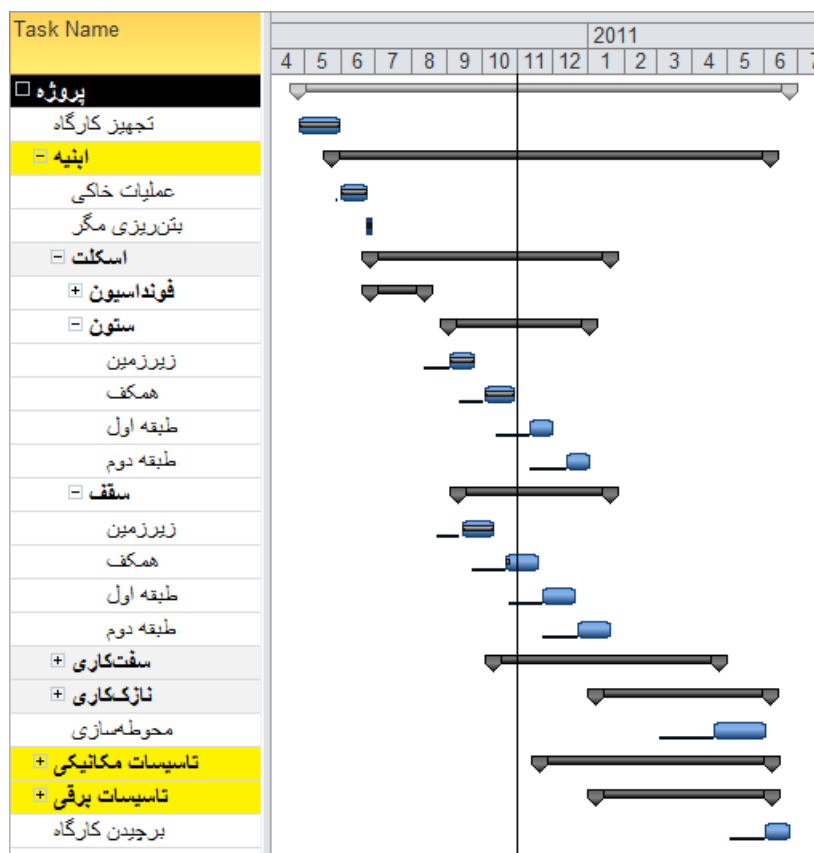 Task Name
2011
4 5 6 7 8 9 10 11 12 1 2 3 4 5 6 7
پروژه
تجهیز کارگاه
ابنیه
عملیات خاکی
بتن‌ریزی مگر
اسکلت
فونداسیون
ستون
زیرزمین
همکف
طبقه اول
طبقه دوم
سقف
زیرزمین
همکف
طبقه اول
طبقه دوم
سفت‌کاری
نازک‌کاری
محوطه‌سازی
تاسیسات مکانیکی
تاسیسات برقی
برچیدن کارگاه